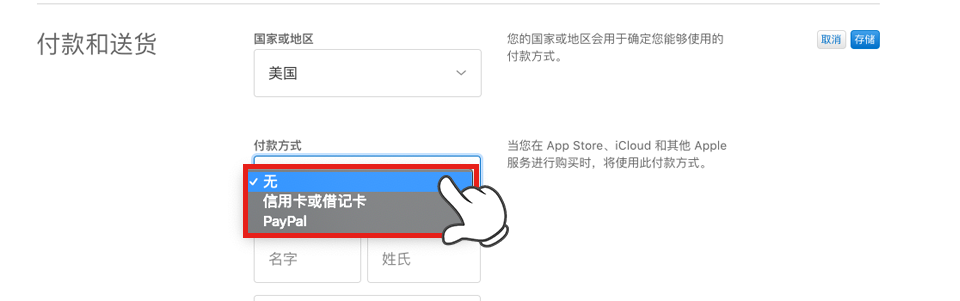 付款和送货
国家或地区
美国
您的国家或地区会用于确定您能够使用的
付款方式。
取消
存储
付款方式
当您在 App Store、iCloud 和其他 Apple
服务进行购买时，将使用此付款方式。
✓ 无
信用卡或借记卡
PayPal
名字
姓氏